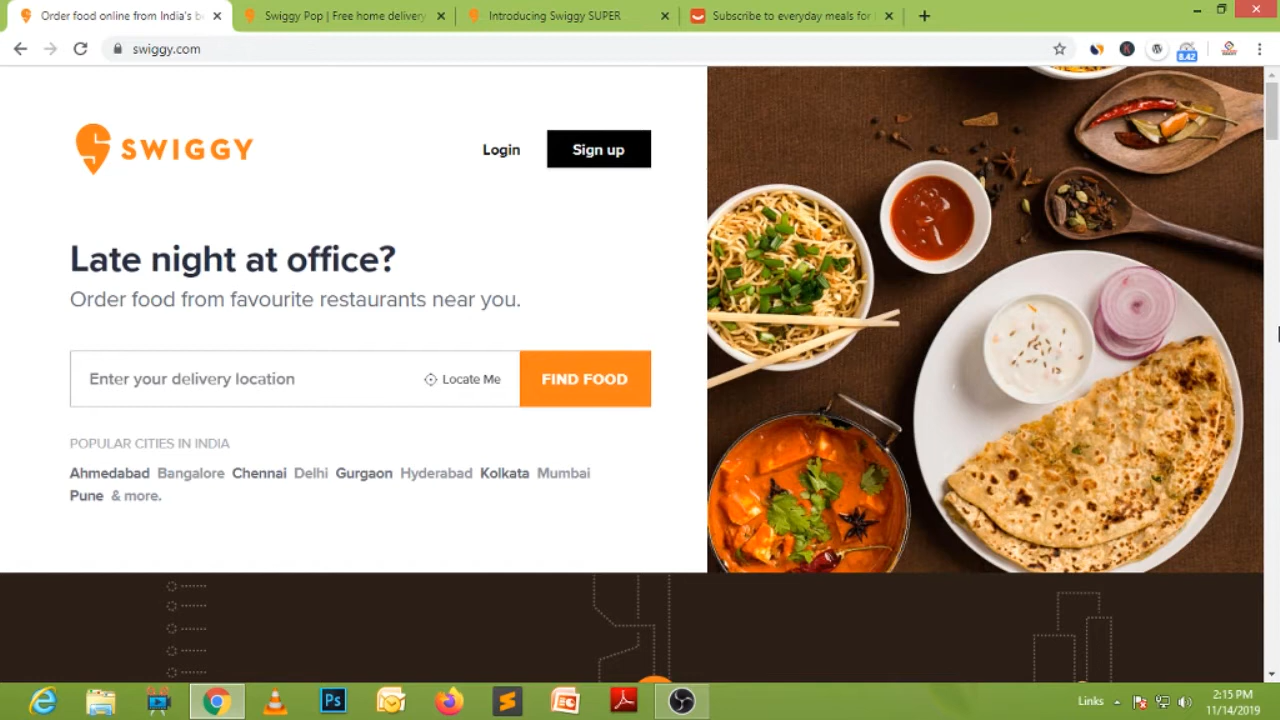 Order food online from India's b
Swiggy Pop | Free home delivery
Introducing Swiggy SUPER
Subscribe to everyday meals for
swiggy.com
8.42
SWIGGY
Login
Sign up
Late night at office?
Order food from favourite restaurants near you.
Enter your delivery location
Locate Me
FIND FOOD
POPULAR CITIES IN INDIA
Ahmedabad Bangalore Chennai Delhi Gurgaon Hyderabad Kolkata Mumbai
Pune & more.
Ps
Links
2:15 PM
11/14/2019